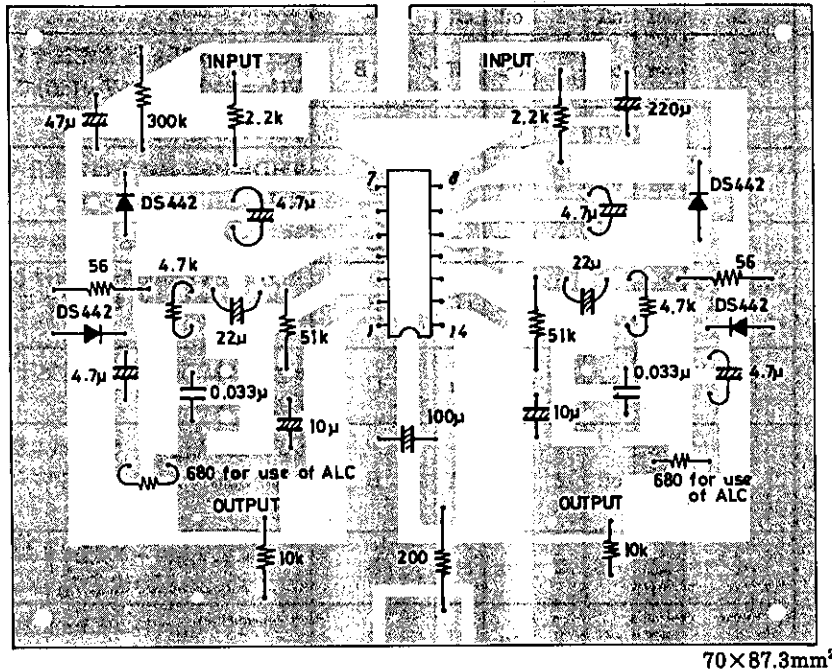 INPUT
INPUT
47μ
300k
2.2k
2.2k
220μ
7
8
DS442
4.7μ
4.7μ
DS442
56
4.7k
22μ
56
4.7k
DS442
22μ
51k
1
14
51k
DS442
4.7μ
0.033μ
10μ
100μ
10μ
0.033μ
4.7μ
680 for use of ALC
680 for use
of ALC
OUTPUT
OUTPUT
10k
200
10k
70×87.3mm²